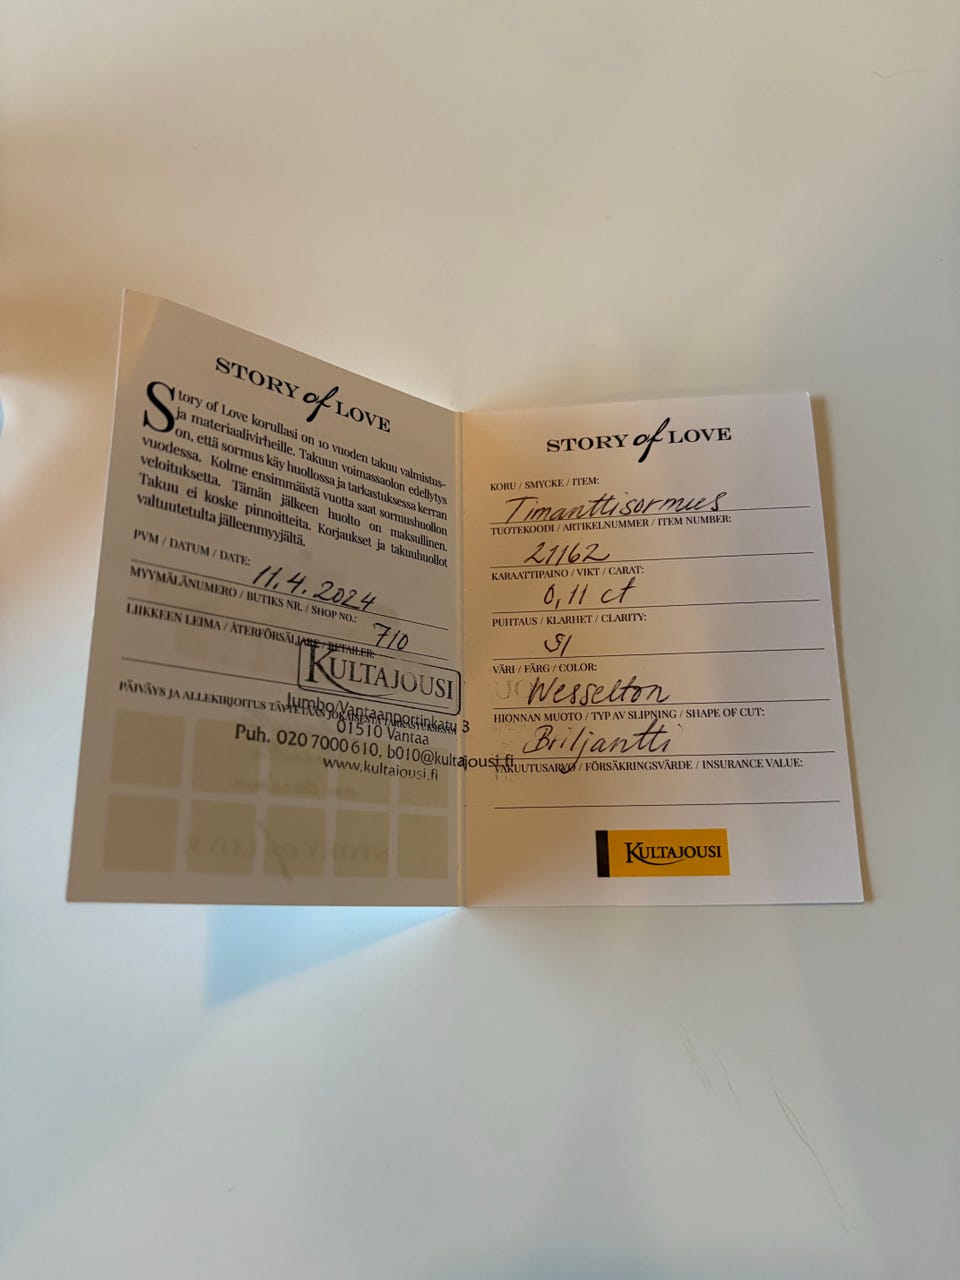 STORY of LOVE
Story of Love korullasi on 10 vuoden takuu valmistus-
ja materiaalivirheille. Takuun voimassaolon edellytys
on, että sormus käy huollossa ja tarkastuksessa kerran
vuodessa. Kolme ensimmäistä vuotta saat sormushuollon
veloituksetta. Tämän jälkeen huolto on maksullinen.
Takuu ei koske pinnoitteita. Korjaukset ja takuuhuollot
valtuutetulta jälleenmyyjältä.
PVM / DATUM / DATE:
11.4.2024
MYYMÄLÄNUMERO / BUTIKS NR. / SHOP NO.:
710
LIIKKEEN LEIMA / ÅTERFÖRSÄLJARE / RETAILER:
KULTAJOUSI
PÄIVÄYS JA ALLEKIRJOITUS TÄYTETÄÄN JOKAISESTA TARKASTUKSESTA
Jumbo/Vantaanportinkatu 3
01510 Vantaa
Puh. 020 7000 610, b010@kultajousi.fi
www.kultajousi.fi
STORY of LOVE
KORU / SMYCKE / ITEM:
Timanttisormus
TUOTEKOODI / ARTIKELNUMMER / ITEM NUMBER:
21162
KARAATTIPAINO / VIKT / CARAT:
0,11 ct
PUHTAUS / KLARHET / CLARITY:
SI
VÄRI / FÄRG / COLOR:
Wesselton
HIONNAN MUOTO / TYP AV SLIPNING / SHAPE OF CUT:
Briljantti
VAKUUTUSARVO / FÖRSÄKRINGSVÄRDE / INSURANCE VALUE:
KULTAJOUSI